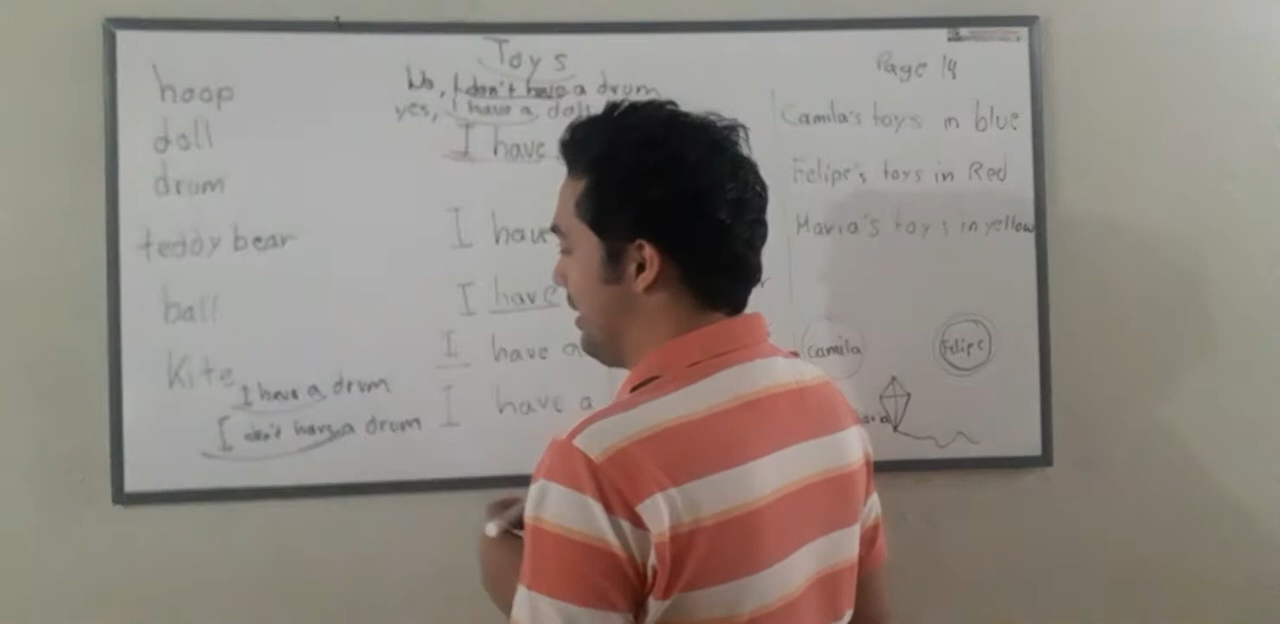 Toys
Page 18
hoop
doll
drum
teddy bear
ball
Kite
I have a drum
I don't have a drum
No, I don't have a drum
yes, I have a doll
I have
I have
I have
I have a
I have a
Camila's toys in blue
Felipe's toys in Red
Maria's toys in yellow
Camila
Felipe